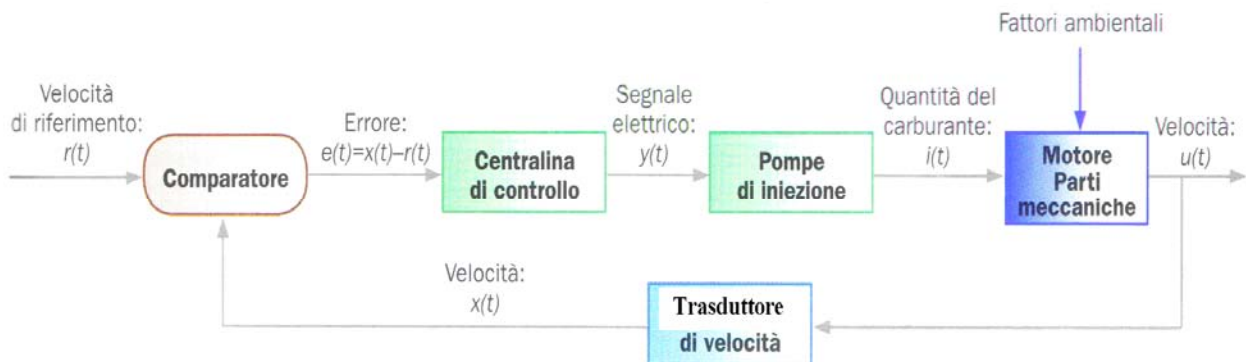 Fattori ambientali
Velocità
di riferimento:
r(t)
Errore:
e(t)=x(t)–r(t)
Segnale
elettrico:
y(t)
Quantità del
carburante:
i(t)
Velocità:
u(t)
Comparatore
Centralina
di controllo
Pompe
di iniezione
Motore
Parti
meccaniche
Velocità:
x(t)
Trasduttore
di velocità